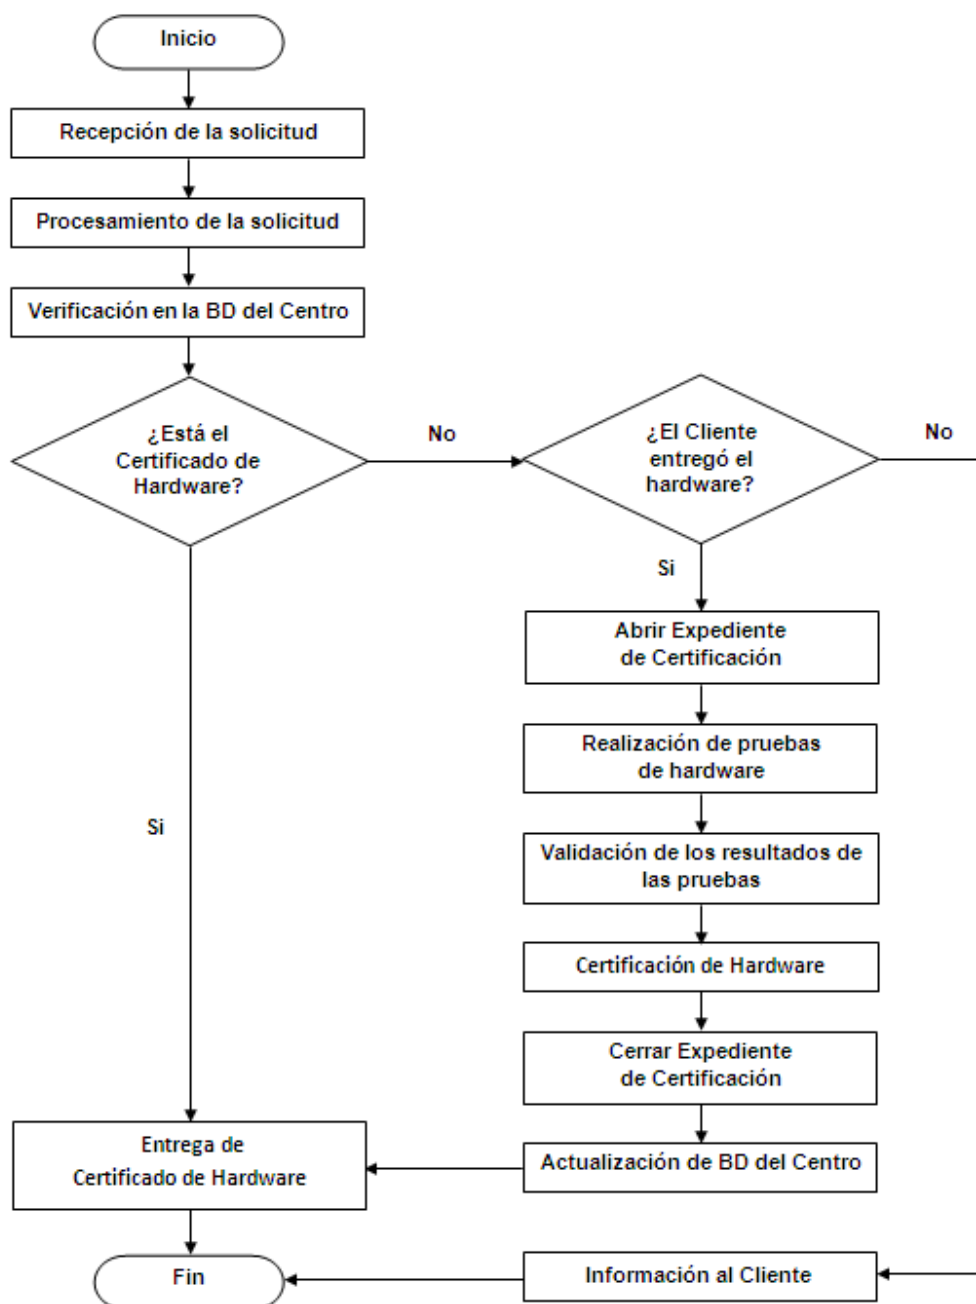 Inicio
Recepción de la solicitud
Procesamiento de la solicitud
Verificación en la BD del Centro
¿Está el
Certificado de
Hardware?
No
¿El Cliente
entregó el
hardware?
No
Si
Abrir Expediente
de Certificación
Realización de pruebas
de hardware
Validación de los resultados de
las pruebas
Certificación de Hardware
Cerrar Expediente
de Certificación
Actualización de BD del Centro
Si
Entrega de
Certificado de Hardware
Información al Cliente
Fin